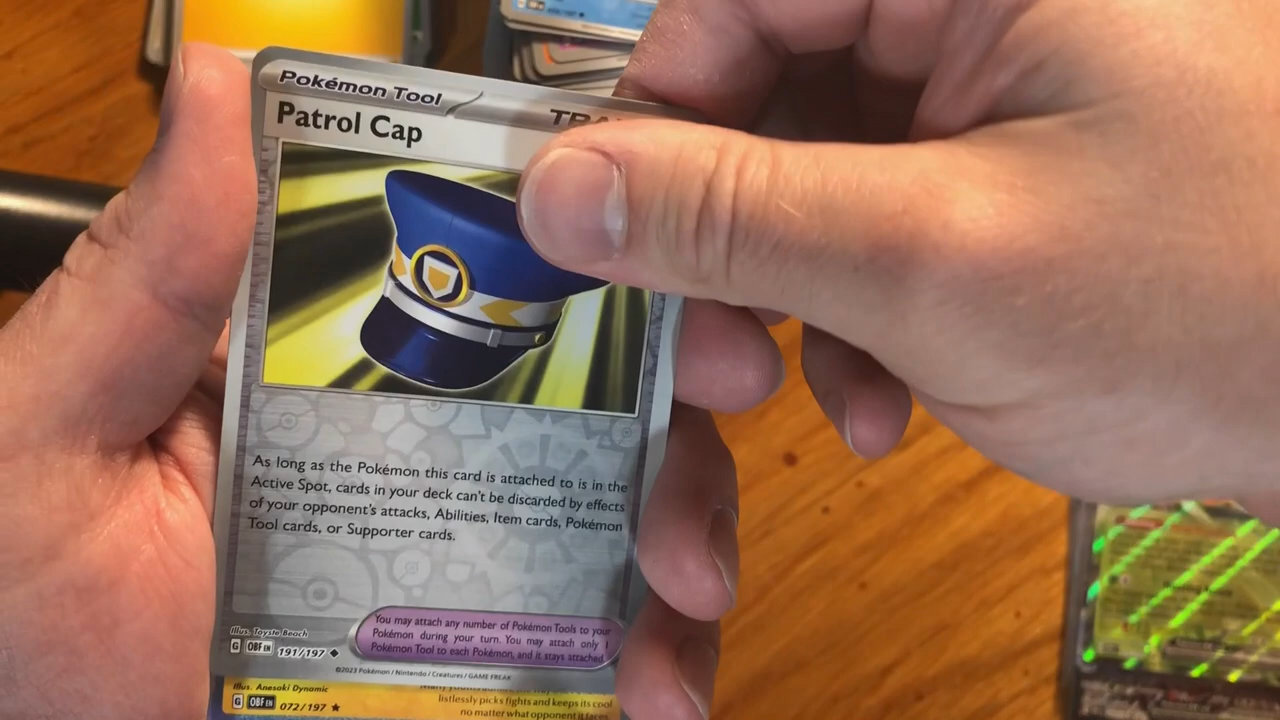 Pokémon Tool
Patrol Cap
As long as the Pokémon this card is attached to is in the
Active Spot, cards in your deck can't be discarded by effects
of your opponent's attacks, Abilities, Item cards, Pokémon
Tool cards, or Supporter cards.
You may attach any number of Pokémon Tools to your
Pokémon during your turn. You may attach only 1
Pokémon Tool to each Pokémon, and it stays attached.
Illus. Toyste Beach
G OBF EN 191/197
©2023 Pokémon / Nintendo / Creatures / GAME FREAK
Illus. Anesaki Dynamic
G OBF EN 072/197
listlessly picks fights and keeps its cool
no matter what opponent it faces.